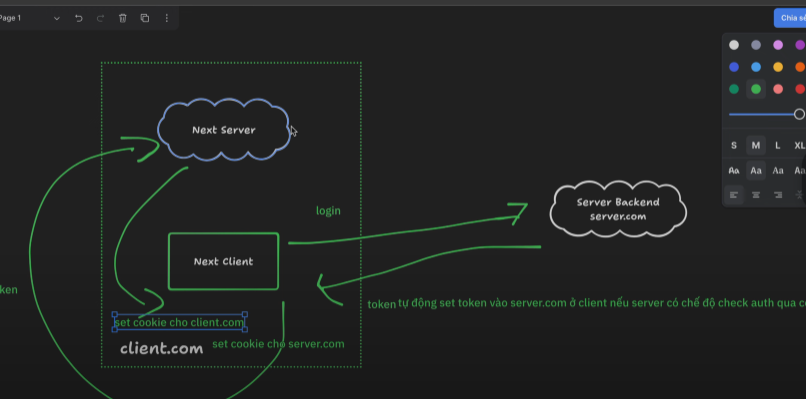 Page 1
Chia sẻ
Next Server
S M L XL
Aa Aa Aa Aa
Server Backend
server.com
login
Next Client
ken
token tự động set token vào server.com ở client nếu server có chế độ check auth qua
set cookie cho client.com
client.com
set cookie cho server.com